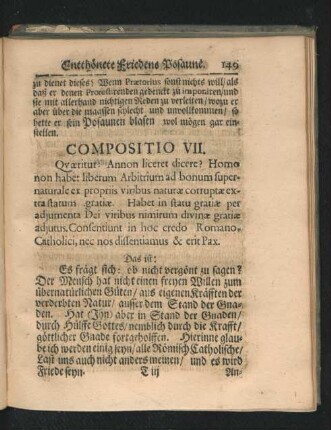 Entthönete Friedens-Posaune. 149
zu dienet dieses? Wenn Prætorius sonst nichts will/ als
daß er denen Protestirenden gedenckt zu imponiren/ und
sie mit allerhand nichtigen Reden zu verleiten/ wozu er
aber über die massen schlecht und unvollkommen/ so
hette er sein Posaunen blasen wol mögen gar ein-
stellen.
COMPOSITIO VII.
Quæritur: Annon liceret dicere? Homo
non habet liberum Arbitrium ad bonum super-
naturale ex propriis viribus naturæ corruptæ ex-
tra statum gratiæ. Habet in statu gratiæ per
adjumenta Dei viribus nimirum divinæ gratiæ
adjutus. Consentiunt in hoc credo Romano-
Catholici, nec nos dissentiamus & erit Pax.
Das ist:
Es frägt sich: ob nicht vergönt zu sagen?
Der Mensch hat nicht einen freyen Willen zum
übernatürlichen Guten/ aus eigenen Kräfften der
verderbten Natur/ ausser dem Stand der Gna-
den. Hat (Jhn) aber in Stand der Gnaden/
durch Hülffe Gottes/ nemblich durch die Krafft/
göttlicher Gnade fortgeholffen. Hierinne glau-
be ich werden einig seyn/ alle Römisch Catholische/
Last uns auch nicht anders meinen/ und es wird
Friede seyn. T iij An-